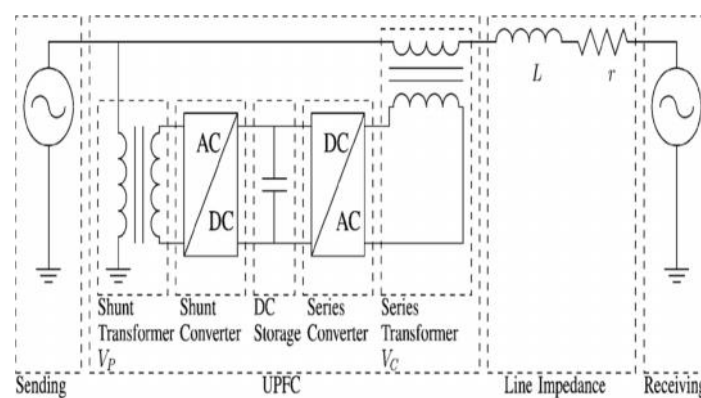 L
r
AC
DC
DC
AC
Shunt
Transformer
V_P
Shunt
Converter
DC
Storage
Series
Converter
Series
Transformer
V_C
Sending
UPFC
Line Impedance
Receiving